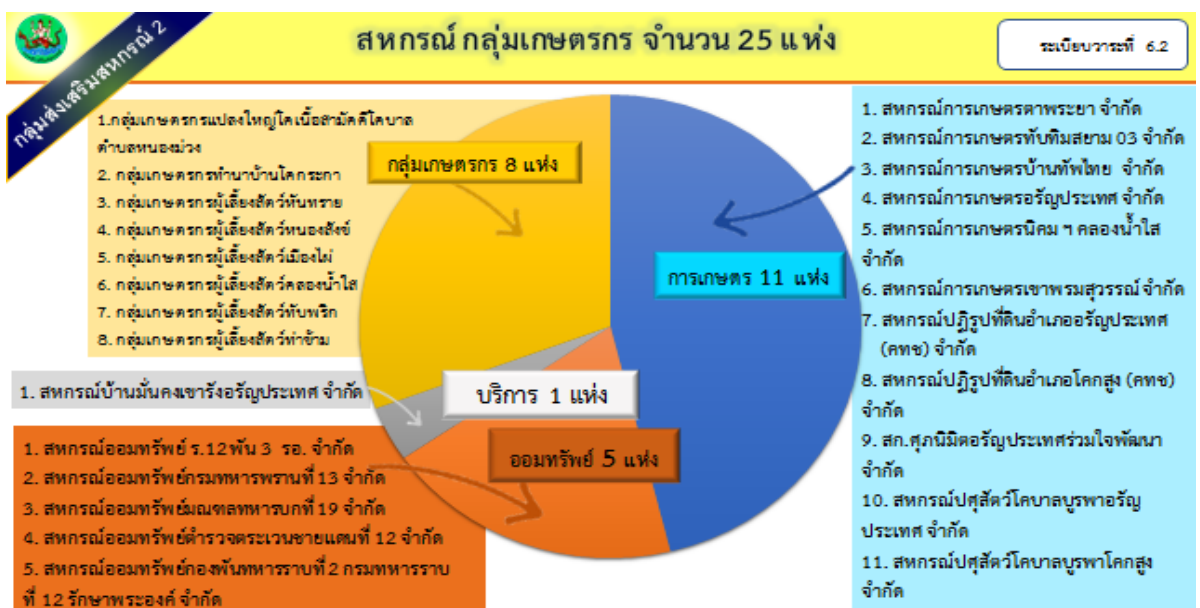 กลุ่มส่งเสริมสหกรณ์ 2
สหกรณ์ กลุ่มเกษตรกร จำนวน 25 แห่ง
ระเบียบวาระที่ 6.2
1.กลุ่มเกษตรกรแปลงใหญ่โคเนื้อสามัคคีโคบาล
ตำบลหนองม่วง
2. กลุ่มเกษตรกรทำนาบ้านโคกระกา
3. กลุ่มเกษตรกรผู้เลี้ยงสัตว์หันทราย
4. กลุ่มเกษตรกรผู้เลี้ยงสัตว์หนองสังข์
5. กลุ่มเกษตรกรผู้เลี้ยงสัตว์เมืองไผ่
6. กลุ่มเกษตรกรผู้เลี้ยงสัตว์คลองน้ำใส
7. กลุ่มเกษตรกรผู้เลี้ยงสัตว์ทับพริก
8. กลุ่มเกษตรกรผู้เลี้ยงสัตว์ท่าข้าม
กลุ่มเกษตรกร 8 แห่ง
การเกษตร 11 แห่ง
บริการ 1 แห่ง
ออมทรัพย์ 5 แห่ง
1. สหกรณ์บ้านมั่นคงเขารังอรัญประเทศ จำกัด
1. สหกรณ์ออมทรัพย์ ร.12 พัน 3 รอ. จำกัด
2. สหกรณ์ออมทรัพย์กรมทหารพรานที่ 13 จำกัด
3. สหกรณ์ออมทรัพย์มณฑลทหารบกที่ 19 จำกัด
4. สหกรณ์ออมทรัพย์ตำรวจตระเวนชายแดนที่ 12 จำกัด
5. สหกรณ์ออมทรัพย์กองพันทหารราบที่ 2 กรมทหารราบ
ที่ 12 รักษาพระองค์ จำกัด
1. สหกรณ์การเกษตรตาพระยา จำกัด
2. สหกรณ์การเกษตรทับทิมสยาม 03 จำกัด
3. สหกรณ์การเกษตรบ้านทัพไทย จำกัด
4. สหกรณ์การเกษตรอรัญประเทศ จำกัด
5. สหกรณ์การเกษตรนิคม ฯ คลองน้ำใส
จำกัด
6. สหกรณ์การเกษตรเขาพรมสุวรรณ์ จำกัด
7. สหกรณ์ปฏิรูปที่ดินอำเภออรัญประเทศ
(คทช) จำกัด
8. สหกรณ์ปฏิรูปที่ดินอำเภอโคกสูง (คทช)
จำกัด
9. สก.ศุภนิมิตอรัญประเทศร่วมใจพัฒนา
จำกัด
10. สหกรณ์ปศุสัตว์โคบาลบูรพาอรัญ
ประเทศ จำกัด
11. สหกรณ์ปศุสัตว์โคบาลบูรพาโคกสูง
จำกัด